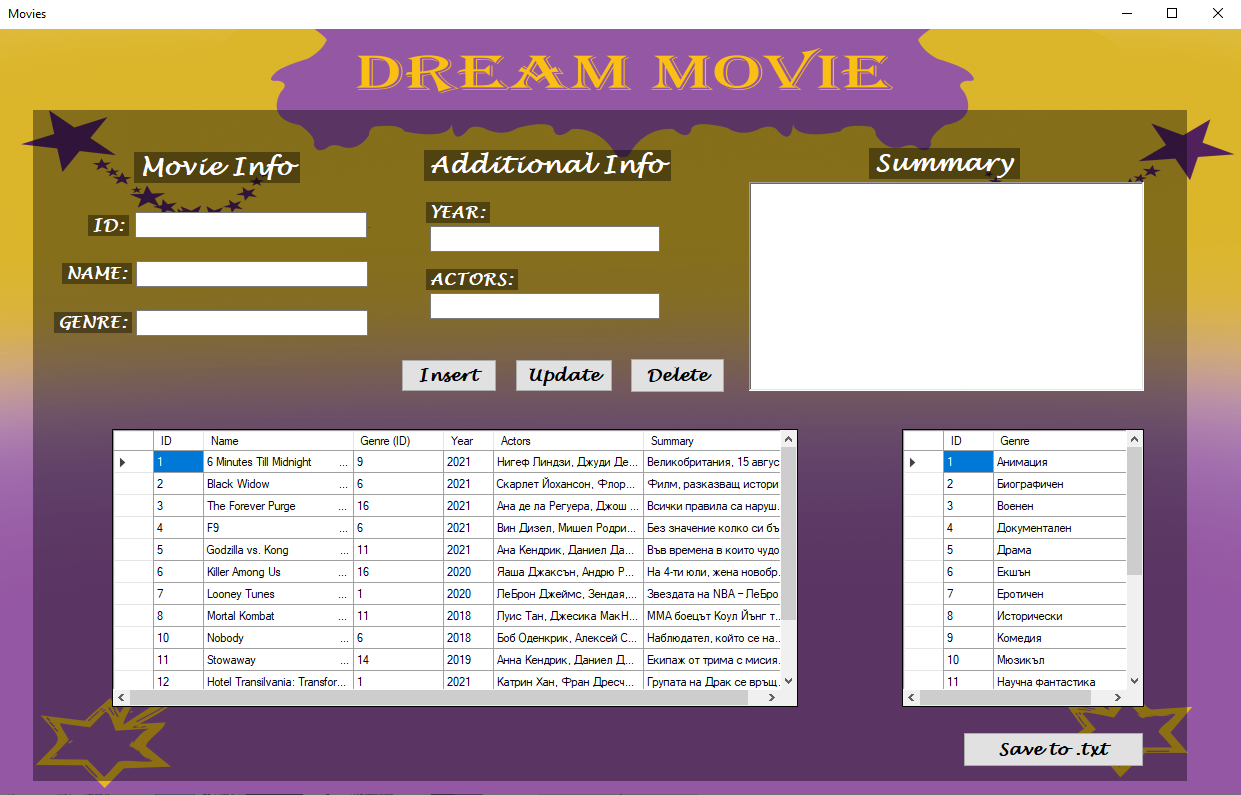 Movies
DREAM MOVIE
Movie Info
Additional Info
Summary
ID:
NAME:
GENRE:
YEAR:
ACTORS:
Insert Update Delete
ID Name Genre (ID) Year Actors Summary
1 6 Minutes Till Midnight ... 9 2021 Нигеф Линдзи, Джуди Де... Великобритания, 15 авгус
2 Black Widow ... 6 2021 Скарлет Йохансон, Флор... Филм, разказващ истори
3 The Forever Purge ... 16 2021 Ана де ла Регуера, Джош ... Всички правила са наруш.
4 F9 ... 6 2021 Вин Дизел, Мишел Родри... Без значение колко си бъ
5 Godzilla vs. Kong ... 11 2021 Ана Кендрик, Даниел Да... Във времена в които чудо
6 Killer Among Us ... 16 2020 Яаша Джаксън, Андрю Р... На 4-ти юли, жена новобр.
7 Looney Tunes ... 1 2020 ЛеБрон Джеймс, Зендая,... Звездата на NBA – ЛеБро
8 Mortal Kombat ... 11 2018 Луис Тан, Джесика МакН... ММА боецът Коул Йънг т.
10 Nobody ... 6 2018 Боб Оденкрик, Алексей С... Наблюдател, който се на..
11 Stowaway ... 14 2019 Анна Кендрик, Даниел Д... Екипаж от трима с мисия.
12 Hotel Transilvania: Transfor... 1 2021 Катрин Хан, Фран Дресч... Групата на Драк се връщ.
ID Genre
1 Анимация
2 Биографичен
3 Военен
4 Документален
5 Драма
6 Екшън
7 Еротичен
8 Исторически
9 Комедия
10 Мюзикъл
11 Научна фантастика
Save to .txt